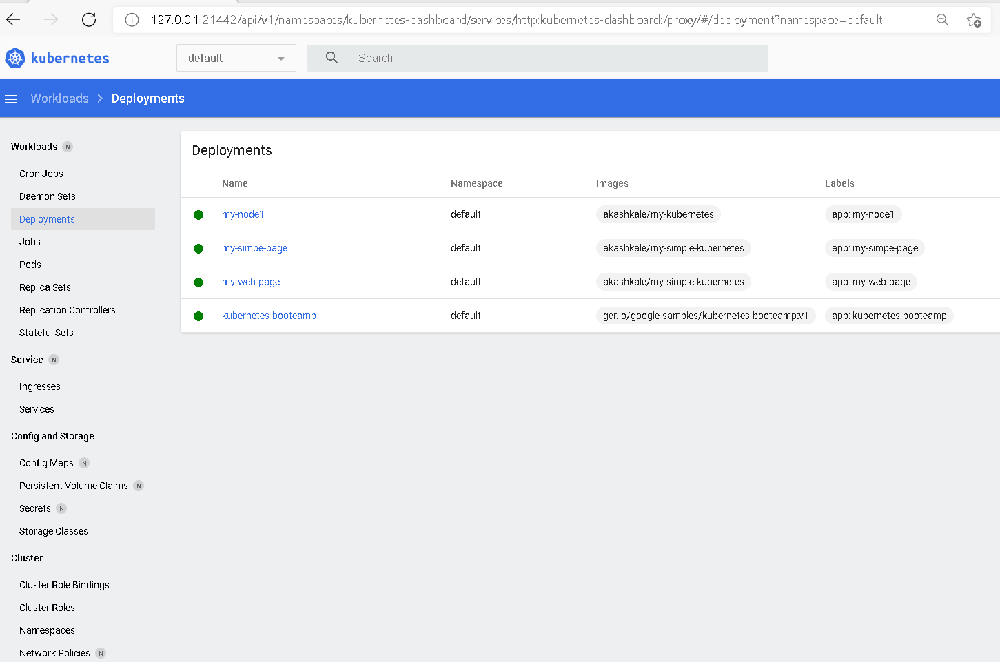 127.0.0.1:21442/api/v1/namespaces/kubernetes-dashboard/services/http:kubernetes-dashboard:/proxy/#/deployment?namespace=default
kubernetes
default
Search
Workloads > Deployments
Workloads N
Cron Jobs
Daemon Sets
Deployments
Jobs
Pods
Replica Sets
Replication Controllers
Stateful Sets
Service N
Ingresses
Services
Config and Storage
Config Maps N
Persistent Volume Claims N
Secrets N
Storage Classes
Cluster
Cluster Role Bindings
Cluster Roles
Namespaces
Network Policies N
Deployments
Name Namespace Images Labels
my-node1 default akashkale/my-kubernetes app: my-node1
my-simpe-page default akashkale/my-simple-kubernetes app: my-simpe-page
my-web-page default akashkale/my-simple-kubernetes app: my-web-page
kubernetes-bootcamp default gcr.io/google-samples/kubernetes-bootcamp:v1 app: kubernetes-bootcamp